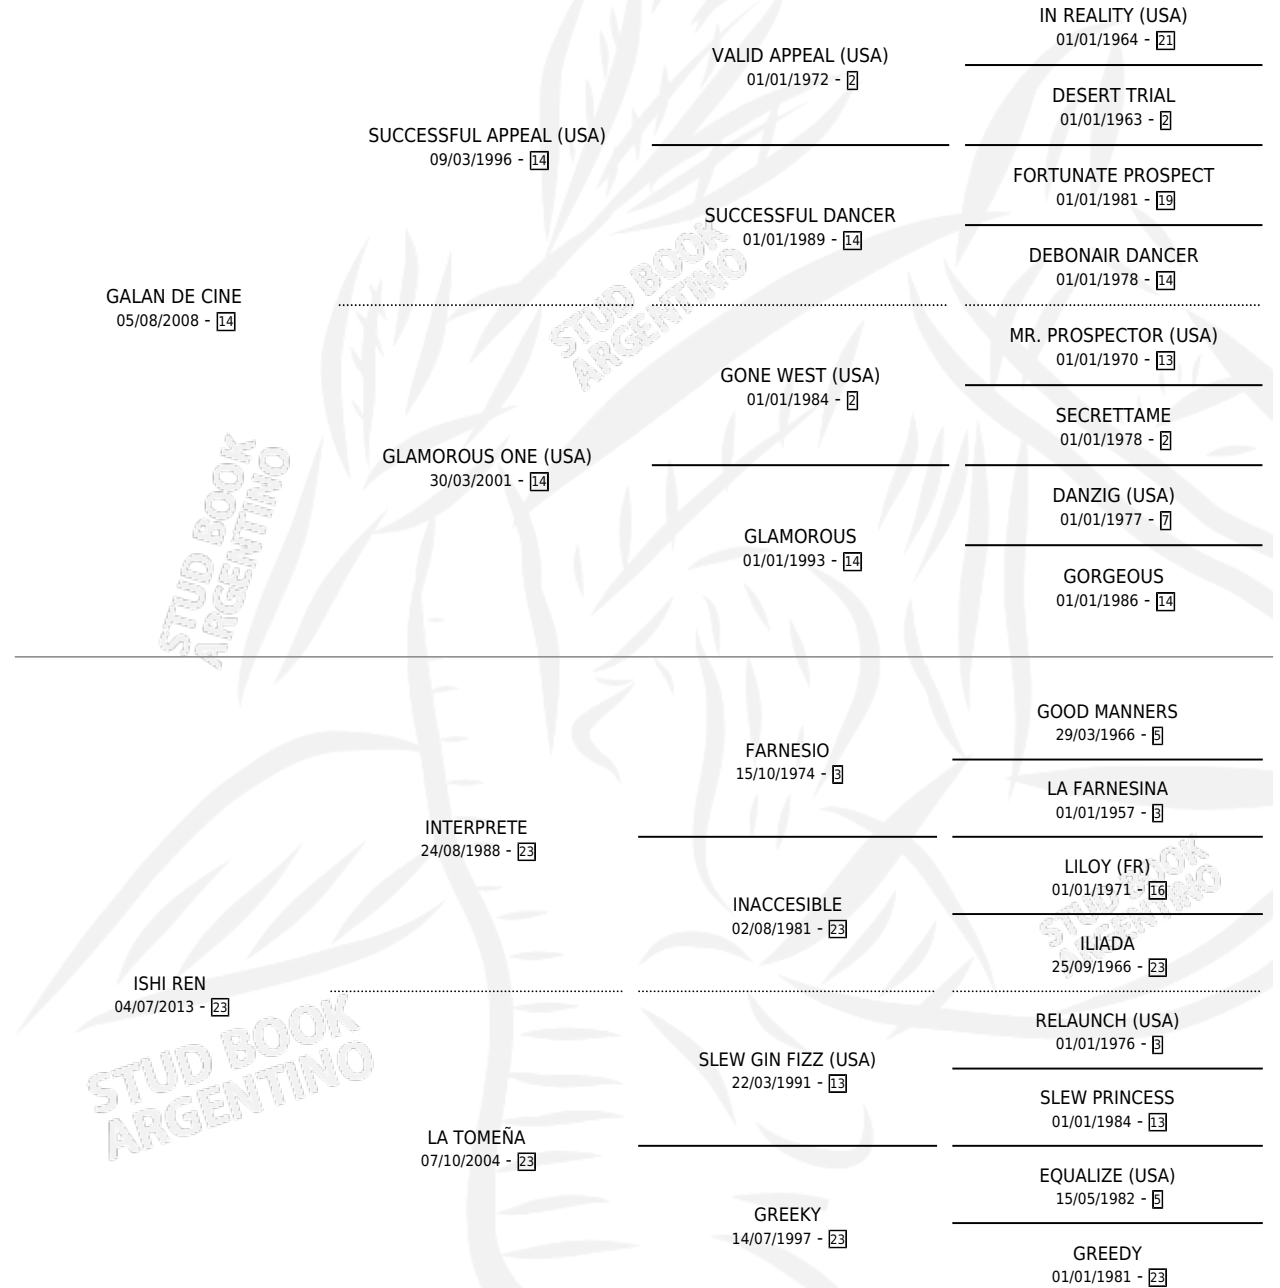 IN REALITY (USA)
01/01/1964 - 21
VALID APPEAL (USA)
01/01/1972 - 2
DESERT TRIAL
01/01/1963 - 2
SUCCESSFUL APPEAL (USA)
09/03/1996 - 14
FORTUNATE PROSPECT
01/01/1981 - 19
SUCCESSFUL DANCER
01/01/1989 - 14
DEBONAIR DANCER
01/01/1978 - 14
GALAN DE CINE
05/08/2008 - 14
STUD BOOK
ARGENTINO
MR. PROSPECTOR (USA)
01/01/1970 - 13
GONE WEST (USA)
01/01/1984 - 2
SECRETTAME
01/01/1978 - 2
GLAMOROUS ONE (USA)
30/03/2001 - 14
DANZIG (USA)
01/01/1977 - 7
GLAMOROUS
01/01/1993 - 14
GORGEOUS
01/01/1986 - 14
STUD BOOK
ARGENTINO
GOOD MANNERS
29/03/1966 - 5
FARNESIO
15/10/1974 - 3
LA FARNESINA
01/01/1957 - 3
INTERPRETE
24/08/1988 - 23
LILOY (FR)
01/01/1971 - 16
INACCESIBLE
02/08/1981 - 23
STUD BOOK
ARGENTINO
ILIADA
25/09/1966 - 23
ISHI REN
04/07/2013 - 23
STUD BOOK
ARGENTINO
RELAUNCH (USA)
01/01/1976 - 3
SLEW GIN FIZZ (USA)
22/03/1991 - 13
SLEW PRINCESS
01/01/1984 - 13
LA TOMEÑA
07/10/2004 - 23
EQUALIZE (USA)
15/05/1982 - 5
GREEKY
14/07/1997 - 23
GREEDY
01/01/1981 - 23